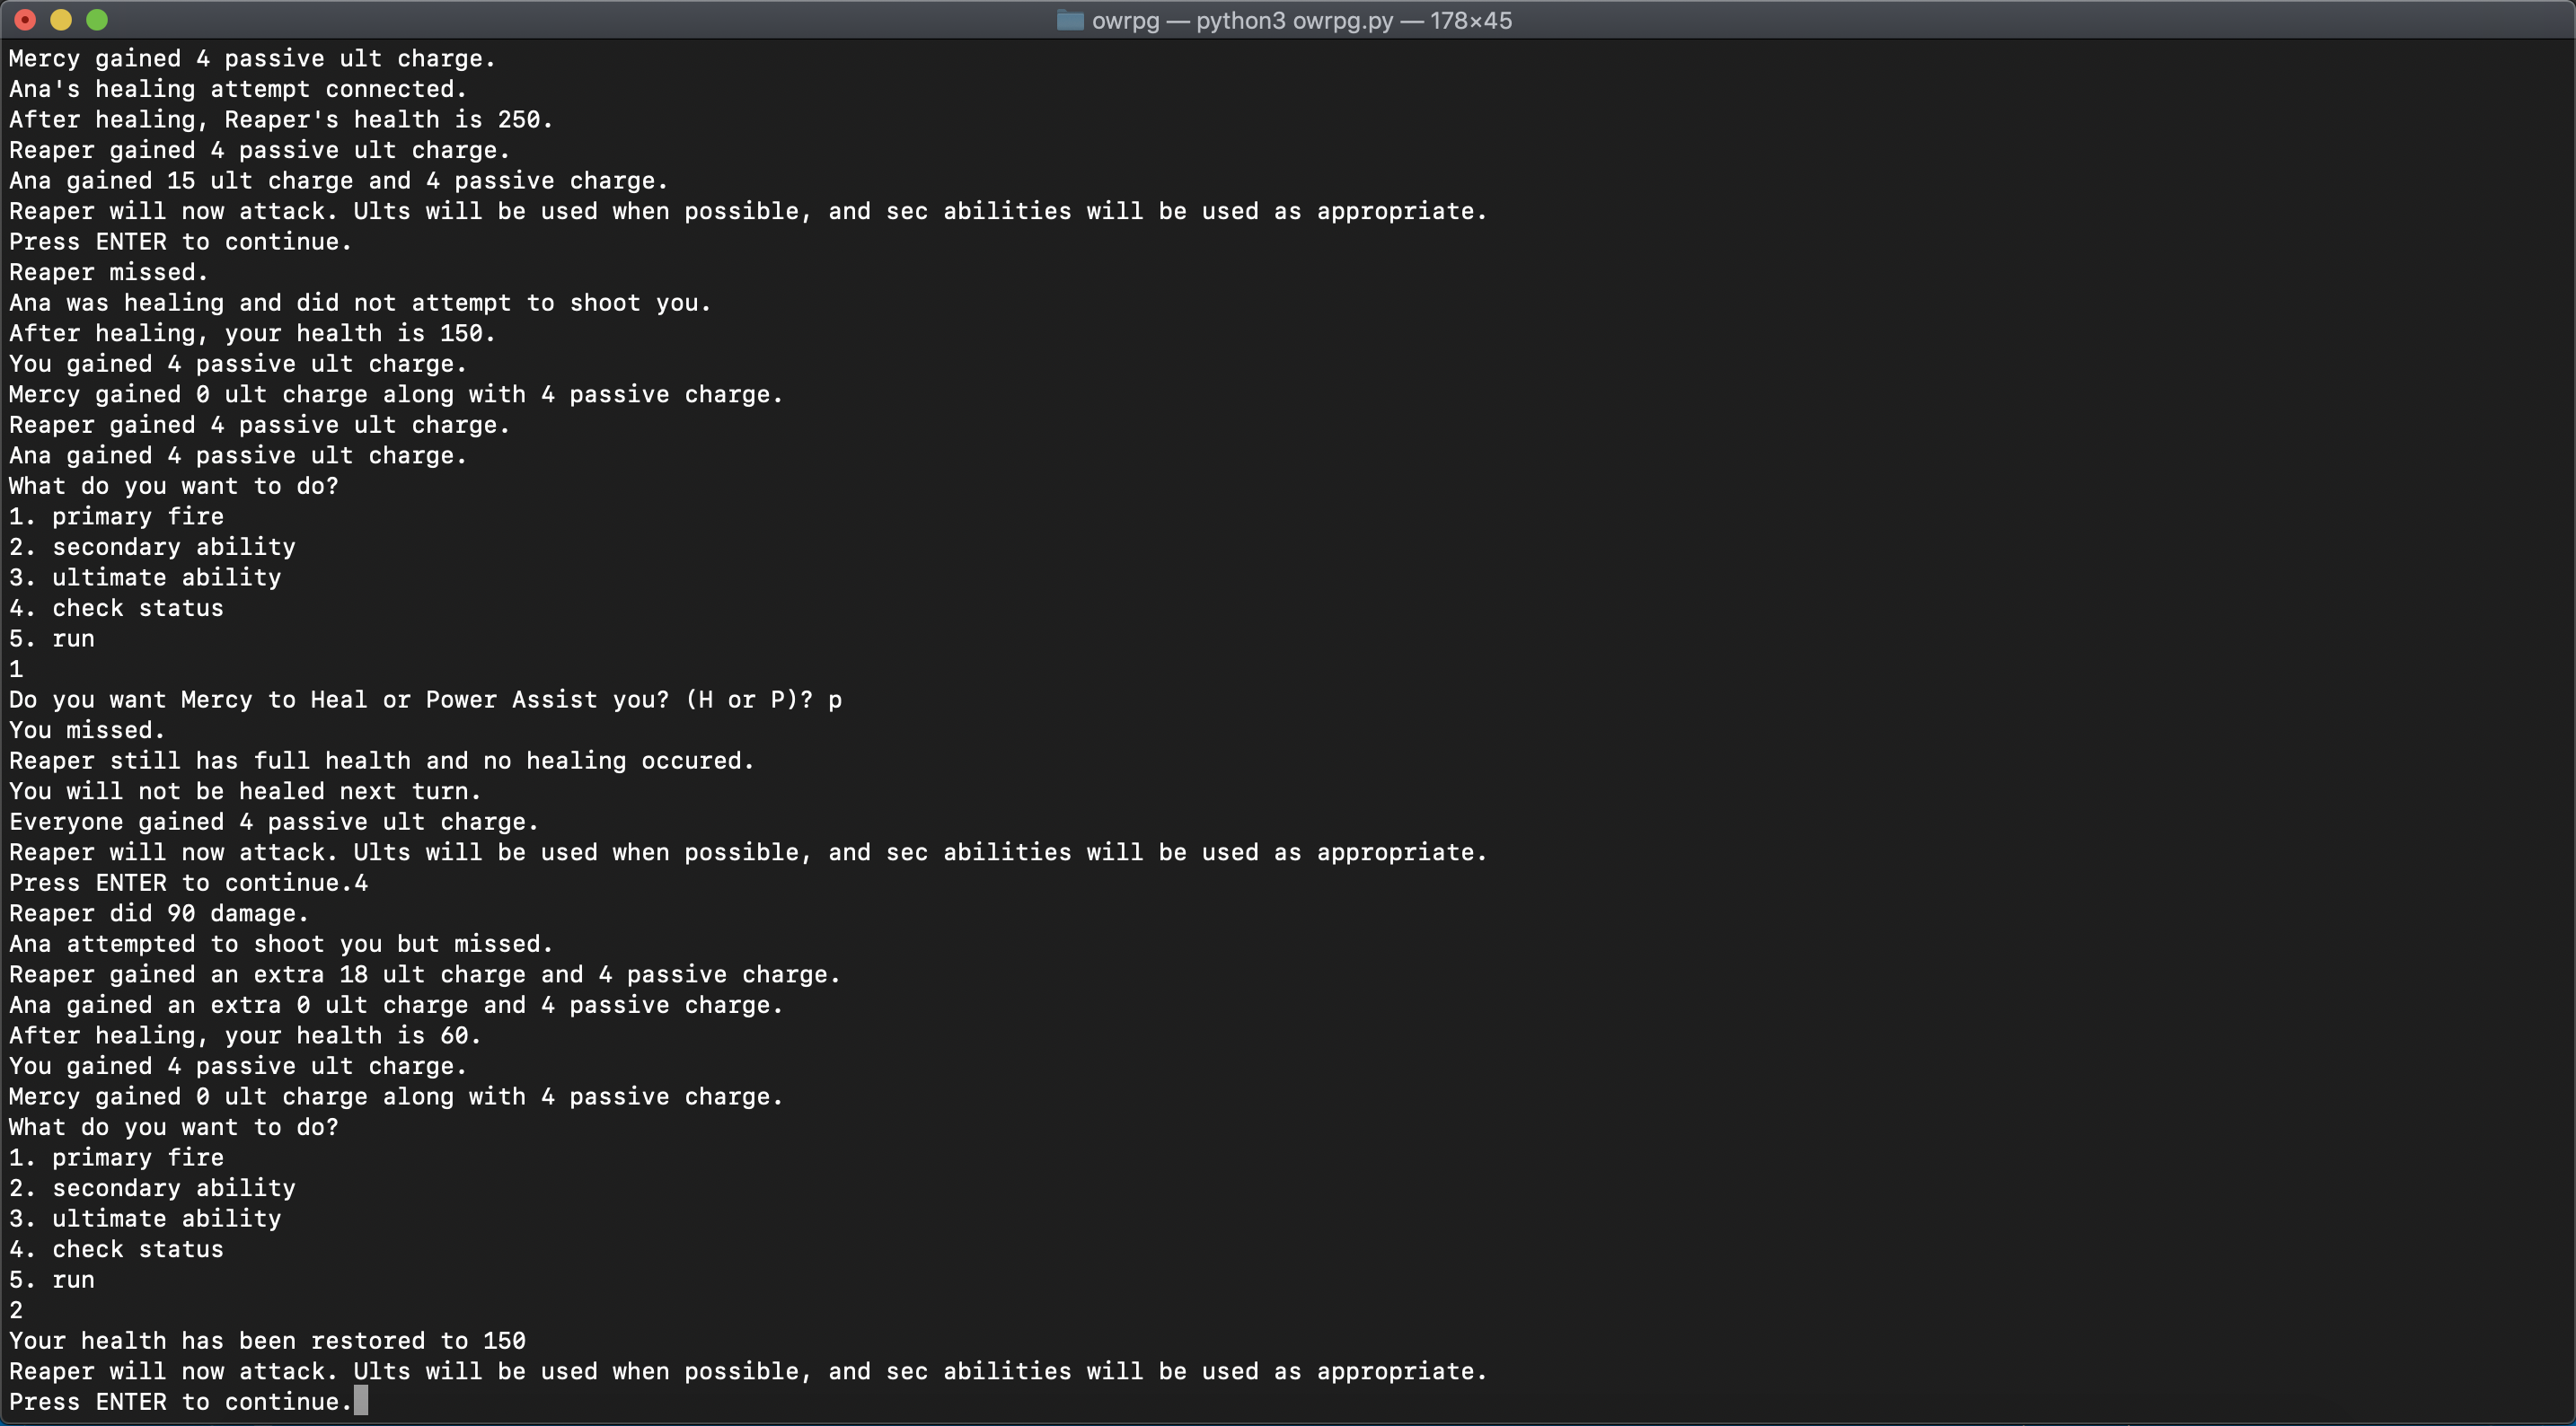 owrpg — python3 owrpg.py — 178×45
Mercy gained 4 passive ult charge.
Ana's healing attempt connected.
After healing, Reaper's health is 250.
Reaper gained 4 passive ult charge.
Ana gained 15 ult charge and 4 passive charge.
Reaper will now attack. Ults will be used when possible, and sec abilities will be used as appropriate.
Press ENTER to continue.
Reaper missed.
Ana was healing and did not attempt to shoot you.
After healing, your health is 150.
You gained 4 passive ult charge.
Mercy gained 0 ult charge along with 4 passive charge.
Reaper gained 4 passive ult charge.
Ana gained 4 passive ult charge.
What do you want to do?
1. primary fire
2. secondary ability
3. ultimate ability
4. check status
5. run
1
Do you want Mercy to Heal or Power Assist you? (H or P)? p
You missed.
Reaper still has full health and no healing occured.
You will not be healed next turn.
Everyone gained 4 passive ult charge.
Reaper will now attack. Ults will be used when possible, and sec abilities will be used as appropriate.
Press ENTER to continue.4
Reaper did 90 damage.
Ana attempted to shoot you but missed.
Reaper gained an extra 18 ult charge and 4 passive charge.
Ana gained an extra 0 ult charge and 4 passive charge.
After healing, your health is 60.
You gained 4 passive ult charge.
Mercy gained 0 ult charge along with 4 passive charge.
What do you want to do?
1. primary fire
2. secondary ability
3. ultimate ability
4. check status
5. run
2
Your health has been restored to 150
Reaper will now attack. Ults will be used when possible, and sec abilities will be used as appropriate.
Press ENTER to continue.